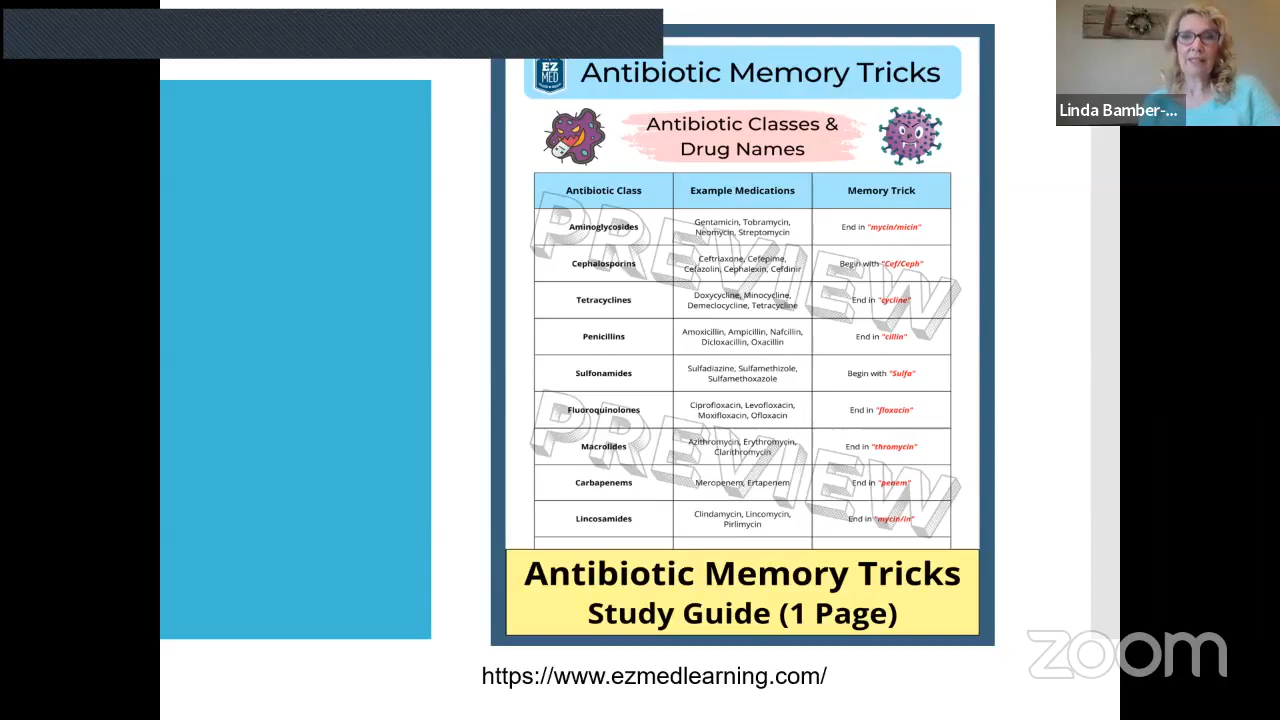 EZ
MED
Antibiotic Memory Tricks
Antibiotic Classes &
Drug Names
Antibiotic Class Example Medications Memory Trick
Aminoglycosides
Gentamicin, Tobramycin,
Neomycin, Streptomycin
End in "mycin/micin"
Cephalosporins
Ceftriaxone, Cefepime,
Cefazolin, Cephalexin, Cefdinir
Begin with "Cef/Ceph"
Tetracyclines
Doxycycline, Minocycline,
Demeclocycline, Tetracycline
End in "cycline"
Penicillins
Amoxicillin, Ampicillin, Nafcillin,
Dicloxacillin, Oxacillin
End in "cillin"
Sulfonamides
Sulfadiazine, Sulfamethizole,
Sulfamethoxazole
Begin with "Sulfa"
Fluoroquinolones
Ciprofloxacin, Levofloxacin,
Moxifloxacin, Ofloxacin
End in "floxacin"
Macrolides
Azithromycin, Erythromycin,
Clarithromycin
End in "thromycin"
Carbapenems
Meropenem, Ertapenem
End in "penem"
Lincosamides
Clindamycin, Lincomycin,
Pirlimycin
End in "mycin/in"
PREVIEW
PREVIEW
Antibiotic Memory Tricks
Study Guide (1 Page)
https://www.ezmedlearning.com/
Linda Bamber-...
zoom